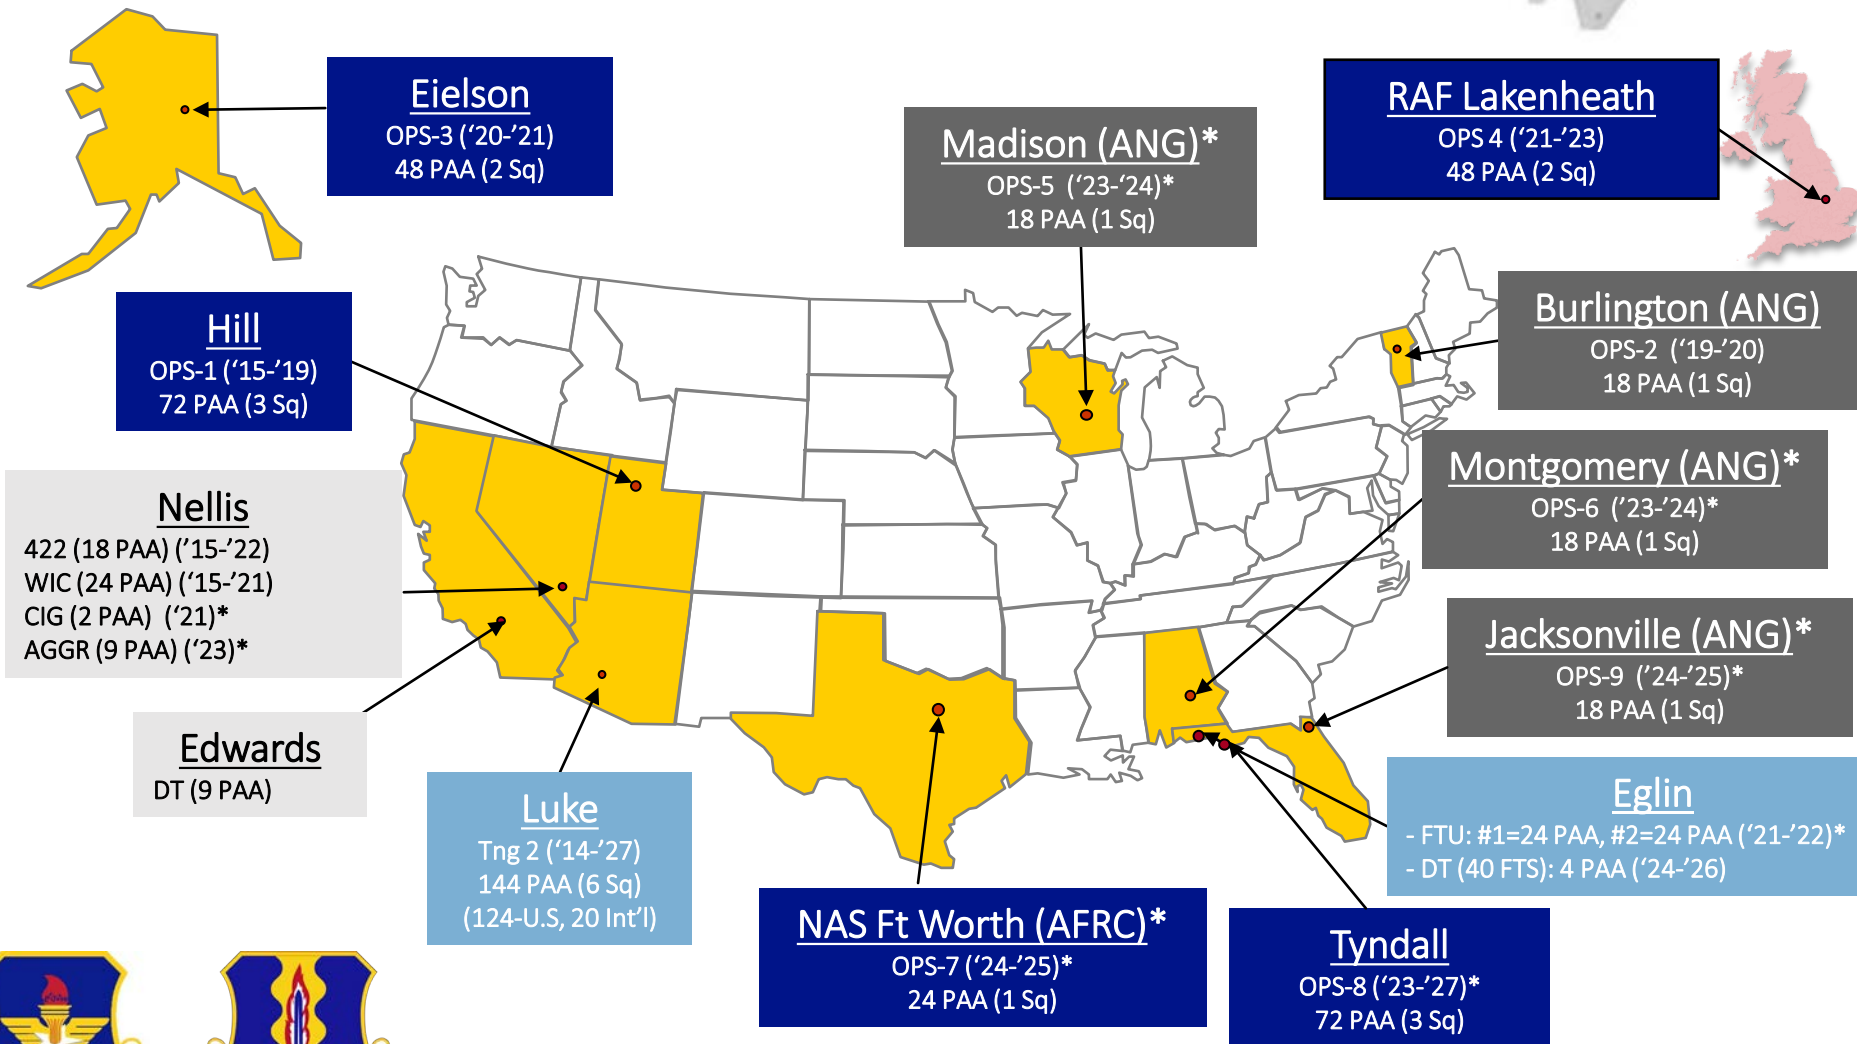 Eielson
OPS-3 (‘20-’21)
48 PAA (2 Sq)
Madison (ANG)*
OPS-5 (‘23-‘24)*
18 PAA (1 Sq)
RAF Lakenheath
OPS 4 (‘21-’23)
48 PAA (2 Sq)
Hill
OPS-1 (‘15-’19)
72 PAA (3 Sq)
Burlington (ANG)
OPS-2 (‘19-’20)
18 PAA (1 Sq)
Nellis
422 (18 PAA) (’15-’22)
WIC (24 PAA) (‘15-’21)
CIG (2 PAA) (‘21)*
AGGR (9 PAA) (‘23)*
Montgomery (ANG)*
OPS-6 (’23-’24)*
18 PAA (1 Sq)
Jacksonville (ANG)*
OPS-9 (’24-’25)*
18 PAA (1 Sq)
Edwards
DT (9 PAA)
Luke
Tng 2 (‘14-’27)
144 PAA (6 Sq)
(124-U.S, 20 Int’l)
Eglin
- FTU: #1=24 PAA, #2=24 PAA (‘21-’22)*
- DT (40 FTS): 4 PAA (‘24-’26)
NAS Ft Worth (AFRC)*
OPS-7 (‘24-’25)*
24 PAA (1 Sq)
Tyndall
OPS-8 (‘23-’27)*
72 PAA (3 Sq)